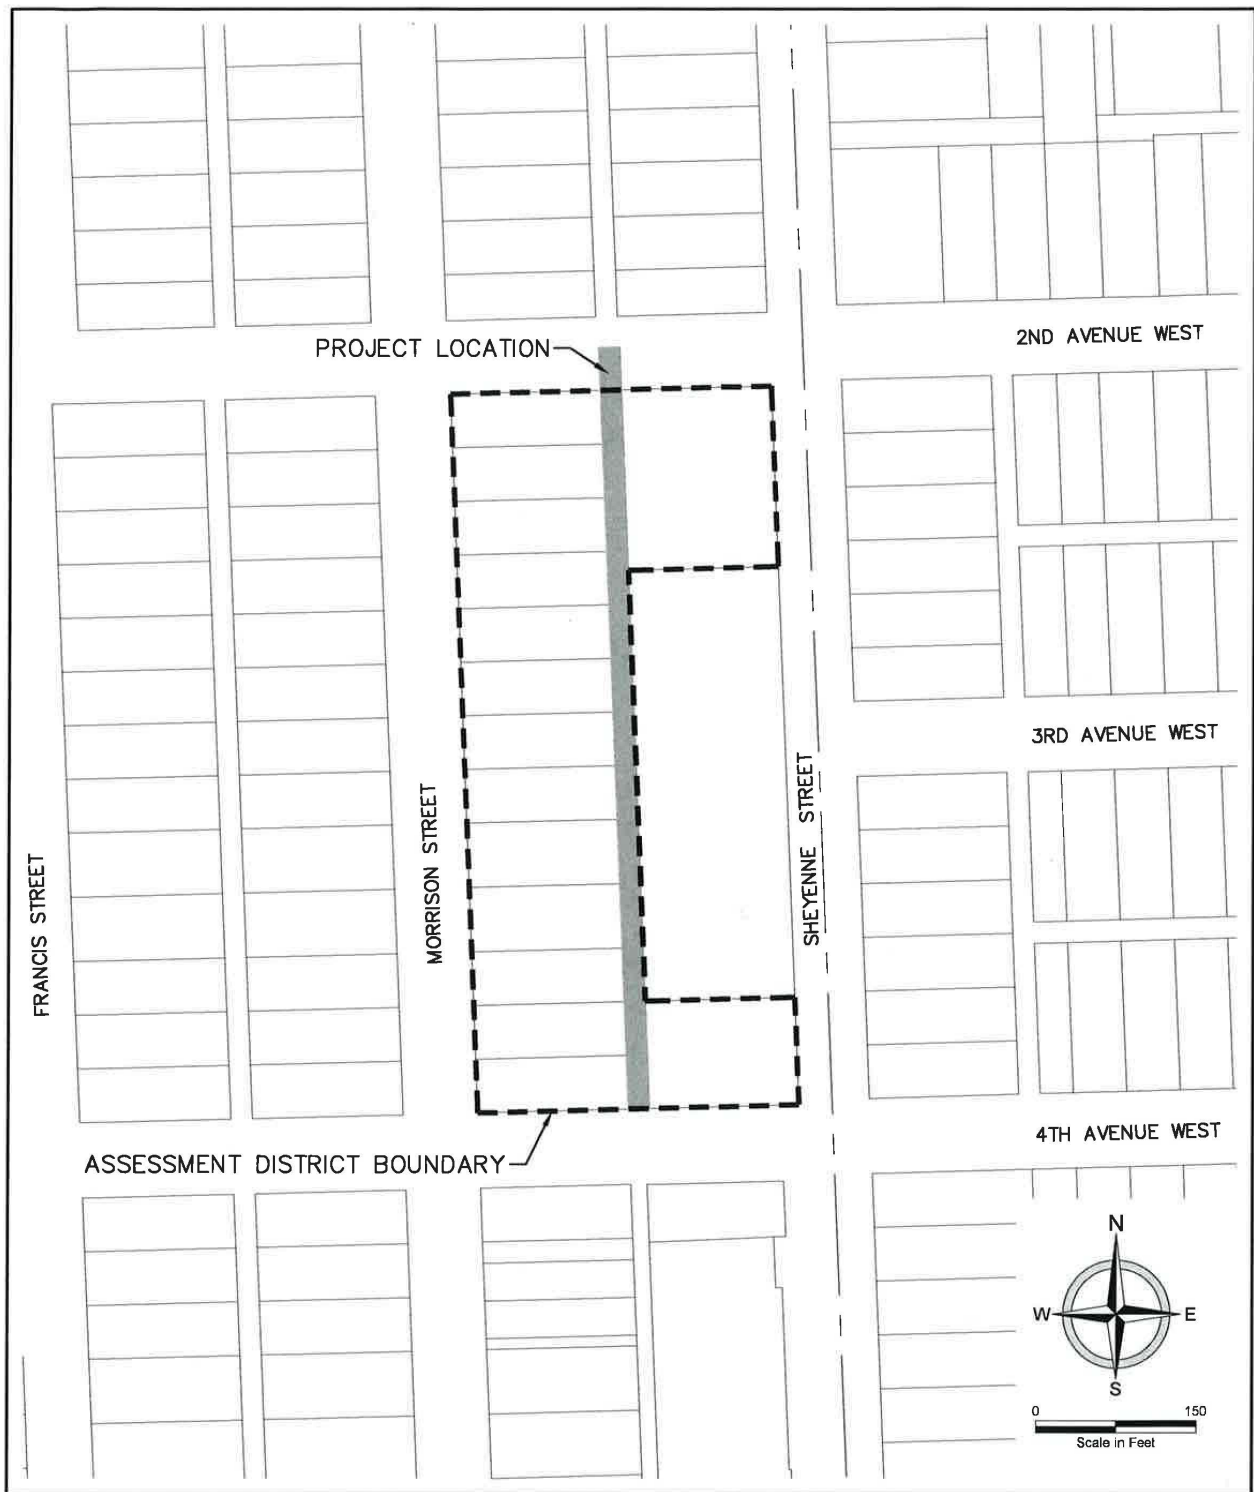 PROJECT LOCATION
2ND AVENUE WEST
3RD AVENUE WEST
SHEYENNE STREET
MORRISON STREET
FRANCIS STREET
4TH AVENUE WEST
ASSESSMENT DISTRICT BOUNDARY
N
W E
S
0 150
Scale in Feet